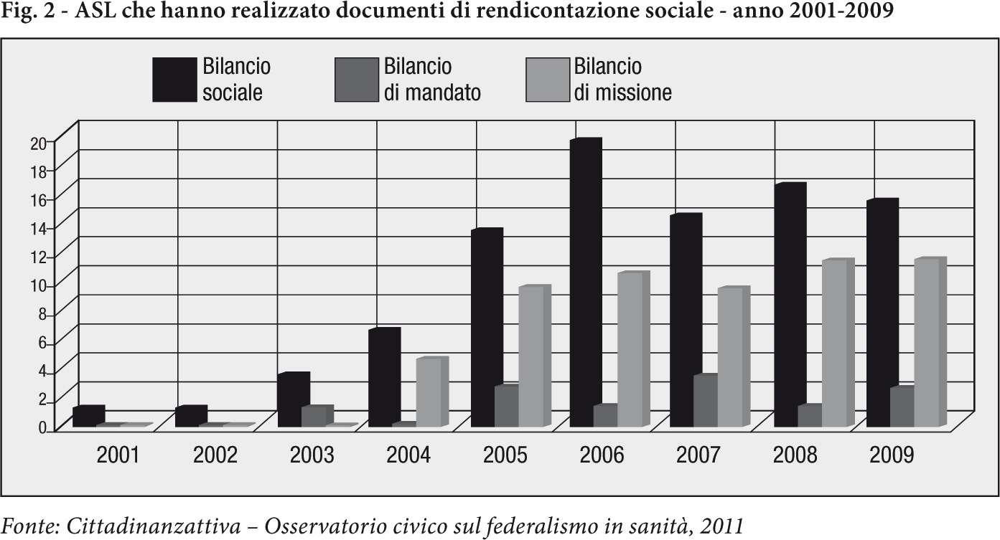 Fig. 2 - ASL che hanno realizzato documenti di rendicontazione sociale - anno 2001-2009
Bilancio sociale
Bilancio di mandato
Bilancio di missione
20
18
16
14
12
10
8
6
4
2
0
2001 2002 2003 2004 2005 2006 2007 2008 2009
Fonte: Cittadinanzattiva – Osservatorio civico sul federalismo in sanità, 2011